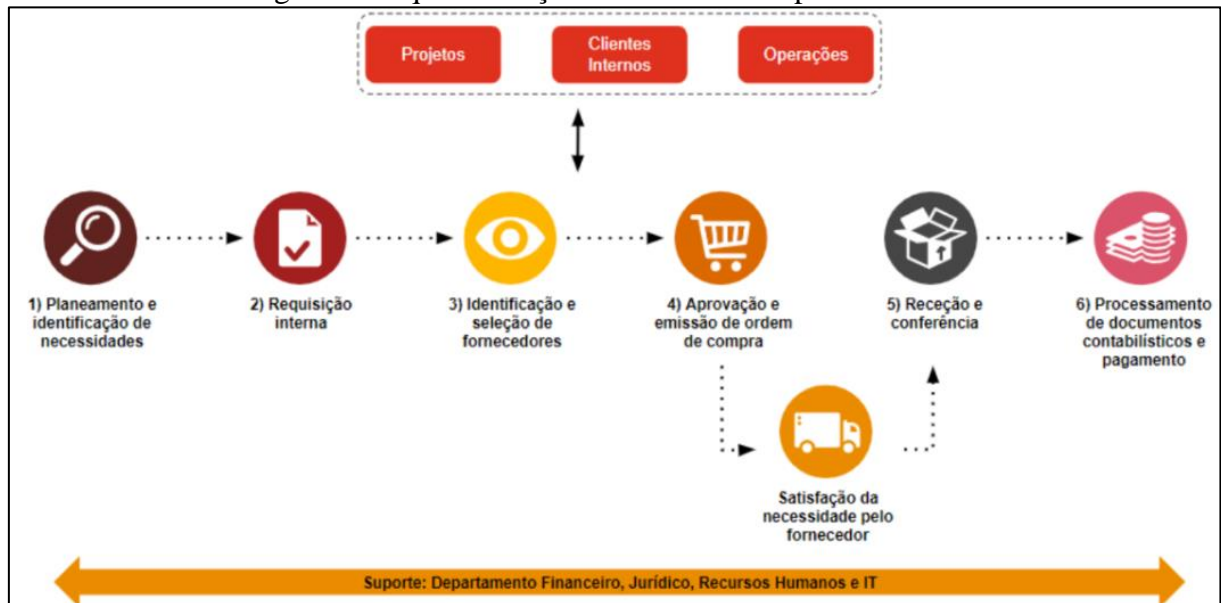 Projetos
Clientes
Internos
Operações
1) Planeamento e
identificação de
necessidades
2) Requisição
interna
3) Identificação e
seleção de
fornecedores
4) Aprovação e
emissão de ordem
de compra
5) Receção e
conferência
6) Processamento
de documentos
contabilísticos e
pagamento
Satisfação da
necessidade pelo
fornecedor
Suporte: Departamento Financeiro, Jurídico, Recursos Humanos e IT